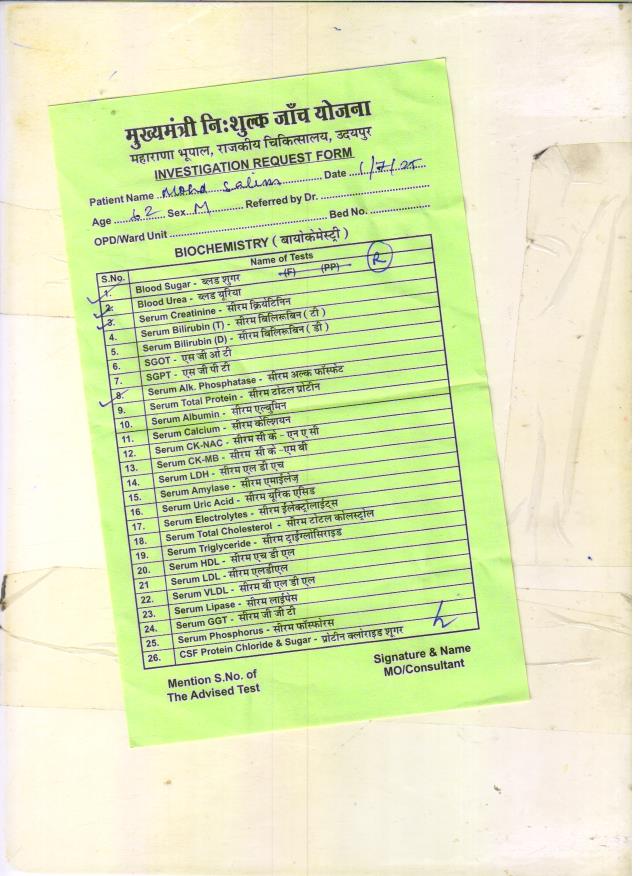 मुख्यमंत्री निःशुल्क जाँच योजना
महाराणा भूपाल, राजकीय चिकित्सालय, उदयपुर
INVESTIGATION REQUEST FORM
Patient Name Mohd Salim Date 1/7/25
Age 62 Sex M Referred by Dr.
OPD/Ward Unit Bed No.
BIOCHEMISTRY ( बायोकेमेस्ट्री )
S.No. Name of Tests
1. Blood Sugar - ब्लड शुगर (F) (PP) R
2. Blood Urea - ब्लड यूरिया
3. Serum Creatinine - सीरम क्रियेटिनिन
4. Serum Bilirubin (T) - सीरम बिलिरूबिन ( टी )
5. Serum Bilirubin (D) - सीरम बिलिरूबिन ( डी )
6. SGOT - एस जी ओ टी
7. SGPT - एस जी पी टी
8. Serum Alk. Phosphatase - सीरम अल्क फॉस्फेट
9. Serum Total Protein - सीरम टोटल प्रोटीन
10. Serum Albumin - सीरम एल्बुमिन
11. Serum Calcium - सीरम केल्शियन
12. Serum CK-NAC - सीरम सी के - एन ए सी
13. Serum CK-MB - सीरम सी के -एम बी
14. Serum LDH - सीरम एल डी एच
15. Serum Amylase - सीरम एमाईलेज़
16. Serum Uric Acid - सीरम यूरिक एसिड
17. Serum Electrolytes - सीरम ईलेक्ट्रोलाईट्स
18. Serum Total Cholesterol - सीरम टोटल कोलस्ट्रोल
19. Serum Triglyceride - सीरम ट्राईग्लोसिराइड
20. Serum HDL - सीरम एच डी एल
21 Serum LDL - सीरम एलडीएल
22. Serum VLDL - सीरम वी एल डी एल
23. Serum Lipase - सीरम लाईपेस
24. Serum GGT - सीरम जी जी टी
25. Serum Phosphorus - सीरम फॉस्फोरस
26. CSF Protein Chloride & Sugar - प्रोटीन क्लोराइड शूगर
Mention S.No. of
The Advised Test
Signature & Name
MO/Consultant